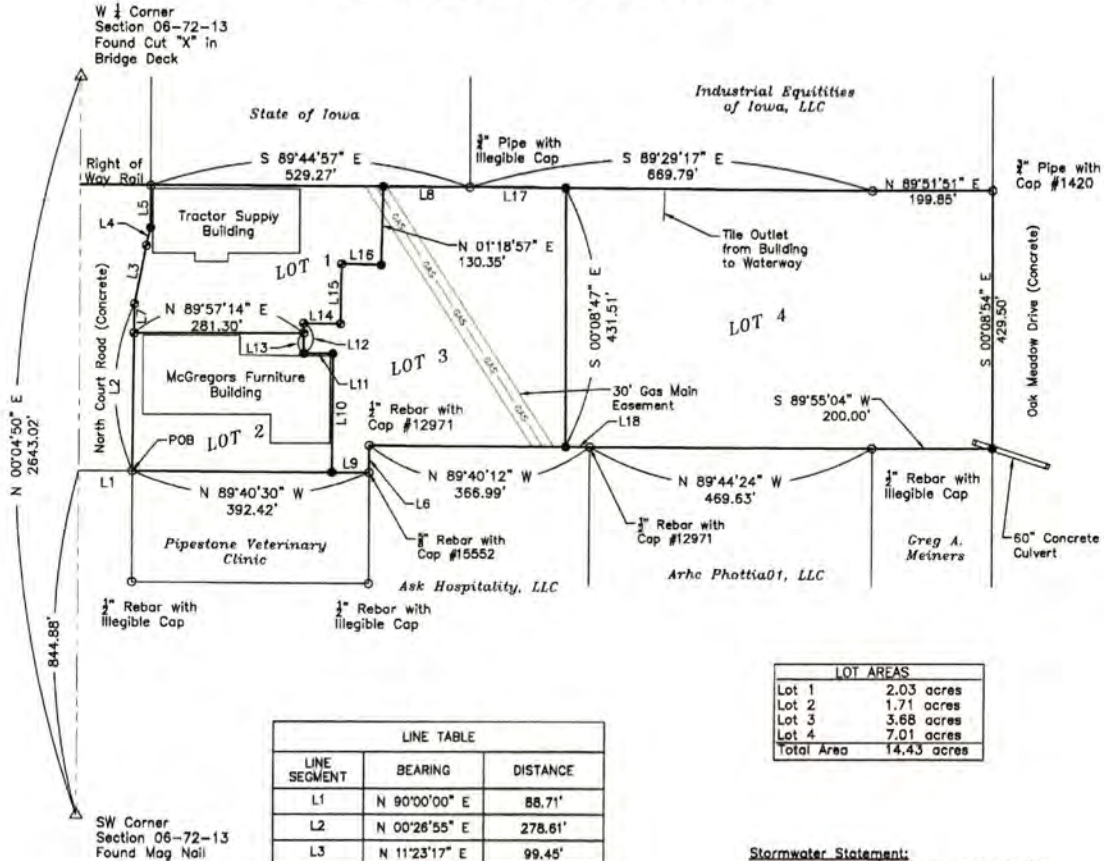 W ¼ Corner
Section 06-72-13
Found Cut "X" in
Bridge Deck
State of Iowa
Industrial Equitities
of Iowa, LLC
Right of
Way Rail
S 89°44'57" E
529.27'
¾" Pipe with
Illegible Cap
S 89°29'17" E
669.79'
N 89°51'51" E
199.85'
¾" Pipe with
Cap #1420
L8
L17
L5
L4
L3
L7
L2
Tractor Supply
Building
LOT 1
L16
L15
L14
N 01°18'57" E
130.35'
GAS
GAS
GAS
GAS
Tile Outlet
from Building
to Waterway
LOT 4
S 00°08'47" E
431.51'
S 00°08'54" E
429.50'
Oak Meadow Drive (Concrete)
North Court Road (Concrete)
N 00°04'50" E
2643.02'
N 89°57'14" E
281.30'
L13
L12
L11
L10
LOT 3
McGregors Furniture
Building
LOT 2
POB
½" Rebar with
Cap #12971
30' Gas Main
Easement
L18
S 89°55'04" W
200.00'
L1
L9
L6
N 89°40'30" W
392.42'
N 89°40'12" W
366.99'
N 89°44'24" W
469.63'
½" Rebar with
Illegible Cap
60" Concrete
Culvert
Pipestone Veterinary
Clinic
Rebar with
Cap #15552
½" Rebar with
Cap #12971
Greg A.
Meiners
Ask Hospitality, LLC
Arhc Phottia01, LLC
½" Rebar with
Illegible Cap
½" Rebar with
Illegible Cap
844.88'
SW Corner
Section 06-72-13
Found Mag Nail
LOT AREAS
Lot 1 2.03 acres
Lot 2 1.71 acres
Lot 3 3.68 acres
Lot 4 7.01 acres
Total Area 14.43 acres
LINE TABLE
LINE SEGMENT BEARING DISTANCE
L1 N 90°00'00" E 88.71'
L2 N 00°26'55" E 278.61'
L3 N 11°23'17" E 99.45'
Stormwater Statement: